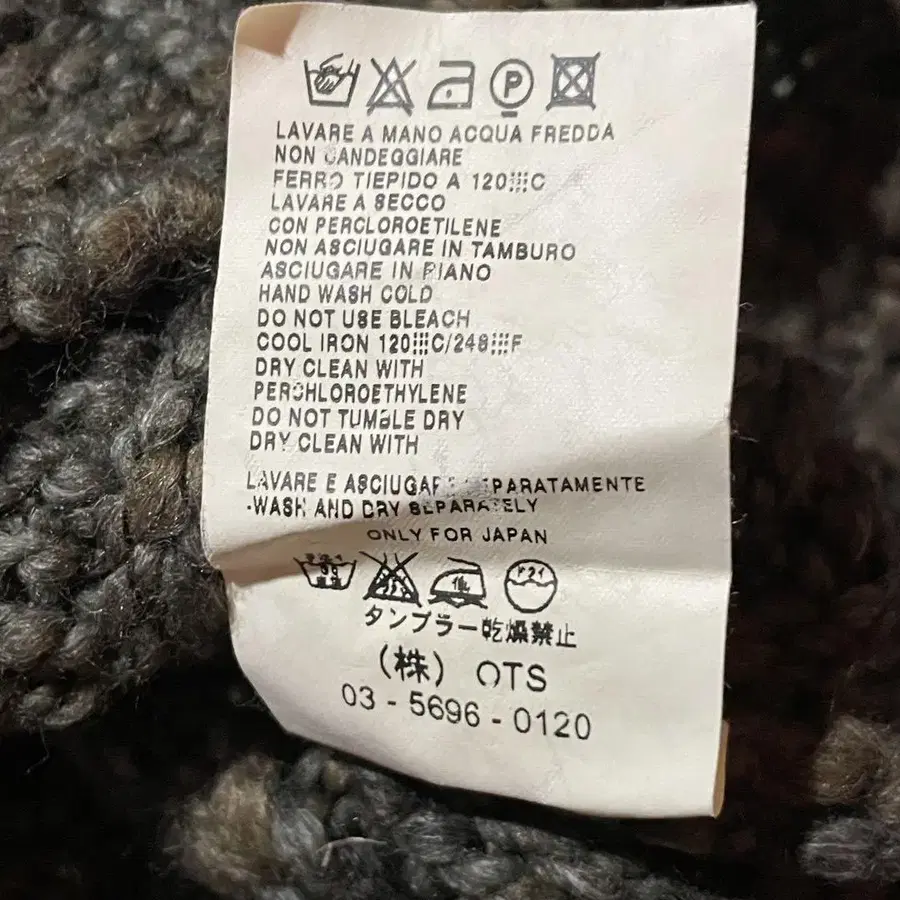 P
LAVARE A MANO ACQUA FREDDA
NON CANDEGGIARE
FERRO TIEPIDO A 120C
LAVARE A SECCO
CON PERCLOROETILENE
NON ASCIUGARE IN TAMBURO
ASCIUGARE IN PIANO
HAND WASH COLD
DO NOT USE BLEACH
COOL IRON 120C/248F
DRY CLEAN WITH
PERCHLOROETHYLENE
DO NOT TUMBLE DRY
DRY CLEAN WITH
LAVARE E ASCIUGARE SEPARATAMENTE
-WASH AND DRY SEPARATELY
ONLY FOR JAPAN
タンブラー乾燥禁止
(株) OTS
03 - 5696 - 0120